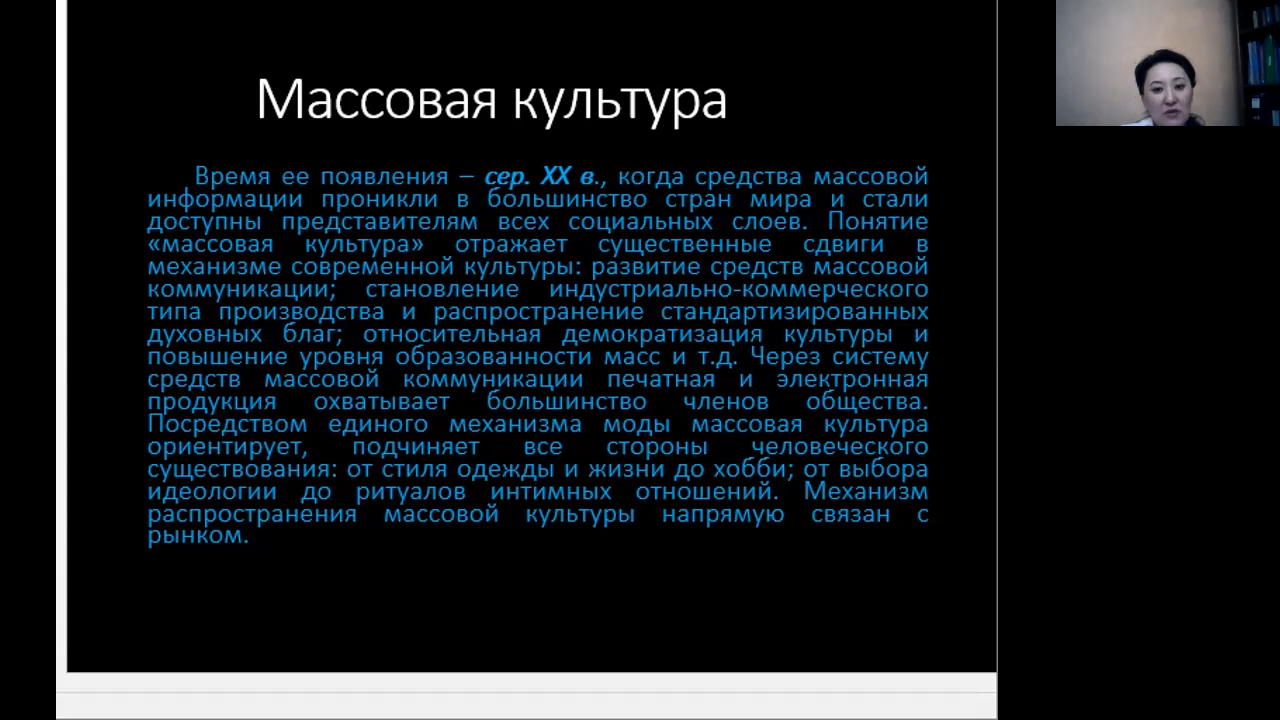 Массовая культура
Время ее появления – сер. XX в., когда средства массовой
информации проникли в большинство стран мира и стали
доступны представителям всех социальных слоев. Понятие
«массовая культура» отражает существенные сдвиги в
механизме современной культуры: развитие средств массовой
коммуникации; становление индустриально-коммерческого
типа производства и распространение стандартизированных
духовных благ; относительная демократизация культуры и
повышение уровня образованности масс и т.д. Через систему
средств массовой коммуникации печатная и электронная
продукция охватывает большинство членов общества.
Посредством единого механизма моды массовая культура
ориентирует, подчиняет все стороны человеческого
существования: от стиля одежды и жизни до хобби; от выбора
идеологии до ритуалов интимных отношений. Механизм
распространения массовой культуры напрямую связан с
рынком.